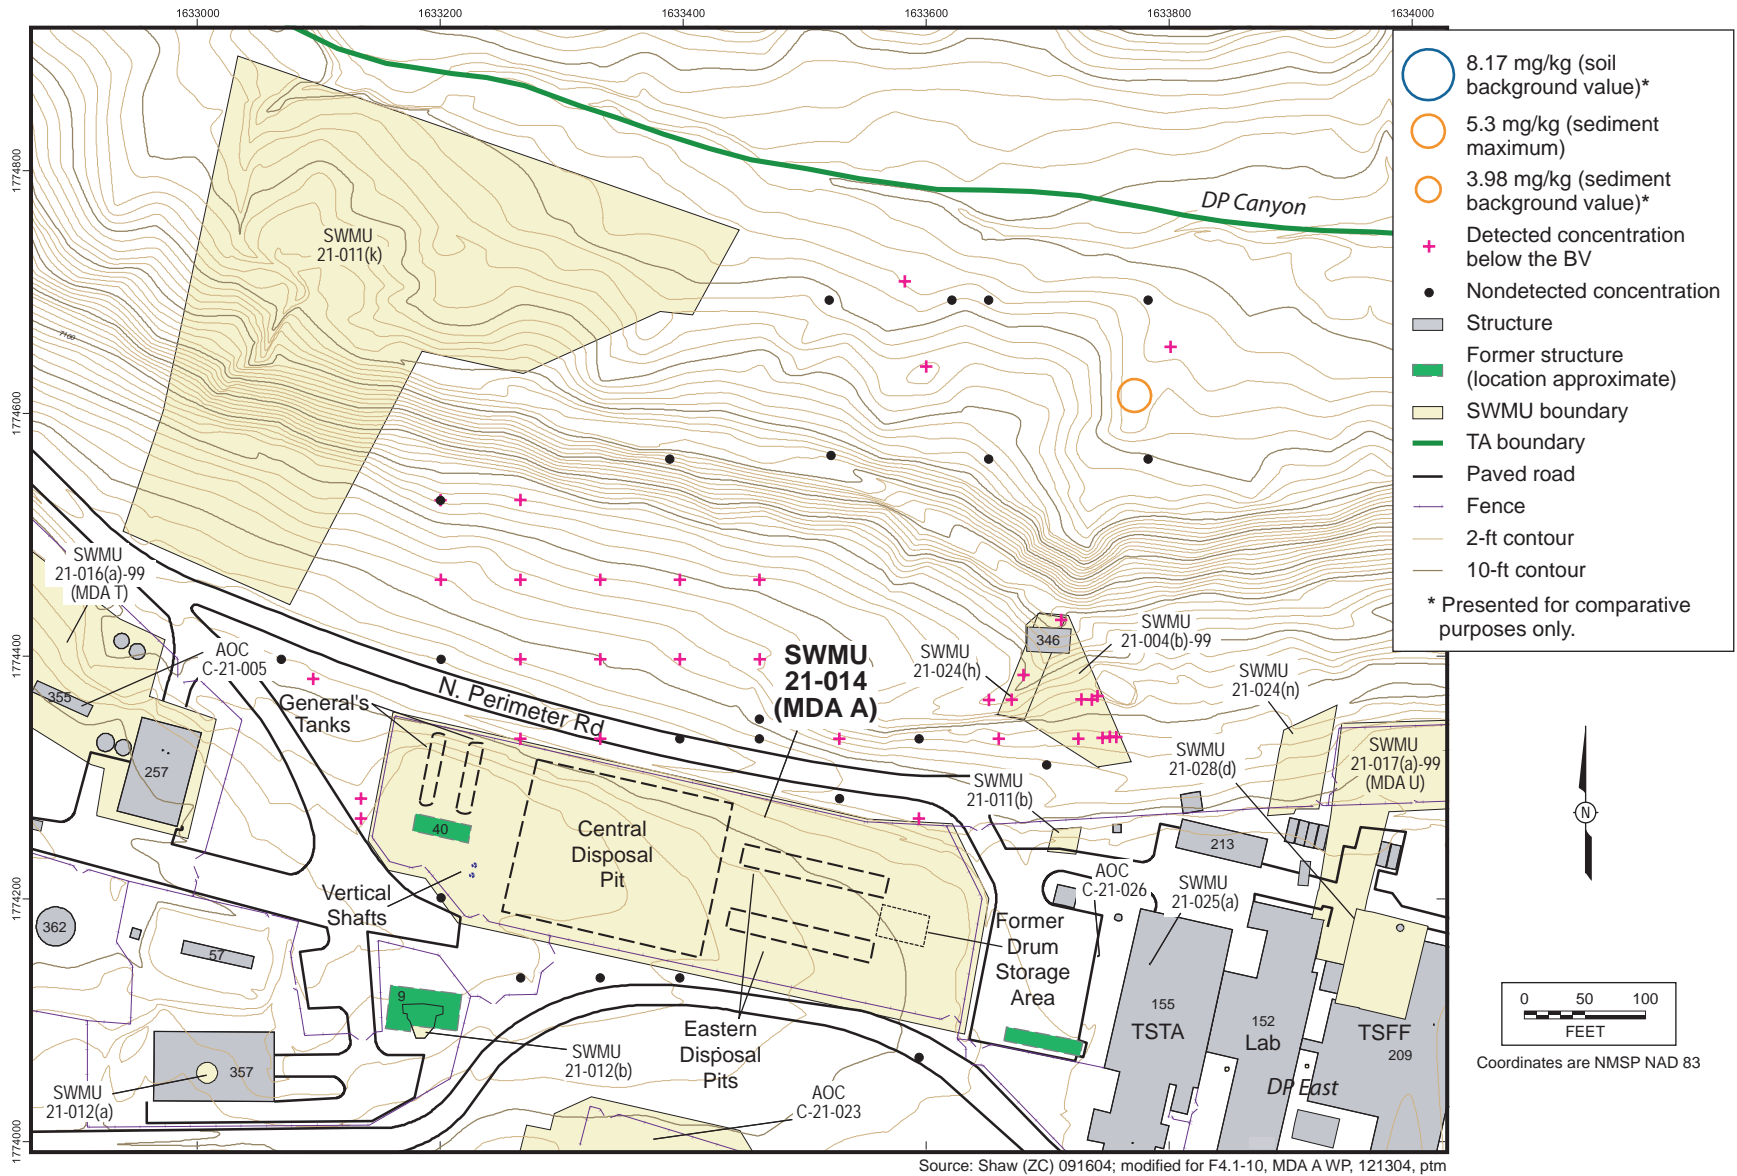 1633000
1633200
1633400
1633600
1633800
1634000
1774800
1774600
1774400
1774200
1774000
8.17 mg/kg (soil
background value)*
5.3 mg/kg (sediment
maximum)
3.98 mg/kg (sediment
background value)*
Detected concentration
below the BV
Nondetected concentration
Structure
Former structure
(location approximate)
SWMU boundary
TA boundary
Paved road
Fence
2-ft contour
10-ft contour
* Presented for comparative
purposes only.
DP Canyon
SWMU
21-011(k)
7100
SWMU
21-016(a)-99
(MDA T)
AOC
C-21-005
355
257
General's
Tanks
N. Perimeter Rd
SWMU
21-014
(MDA A)
SWMU
21-024(h)
346
SWMU
21-004(b)-99
SWMU
21-024(n)
SWMU
21-028(d)
SWMU
21-017(a)-99
(MDA U)
SWMU
21-011(b)
40
Central
Disposal
Pit
Vertical
Shafts
213
AOC
C-21-026
SWMU
21-025(a)
Former
Drum
Storage
Area
362
57
9
Eastern
Disposal
Pits
SWMU
21-012(b)
357
SWMU
21-012(a)
AOC
C-21-023
155
TSTA
152
Lab
TSFF
209
DP East
N
0 50 100
FEET
Coordinates are NMSP NAD 83
Source: Shaw (ZC) 091604; modified for F4.1-10, MDA A WP, 121304, ptm